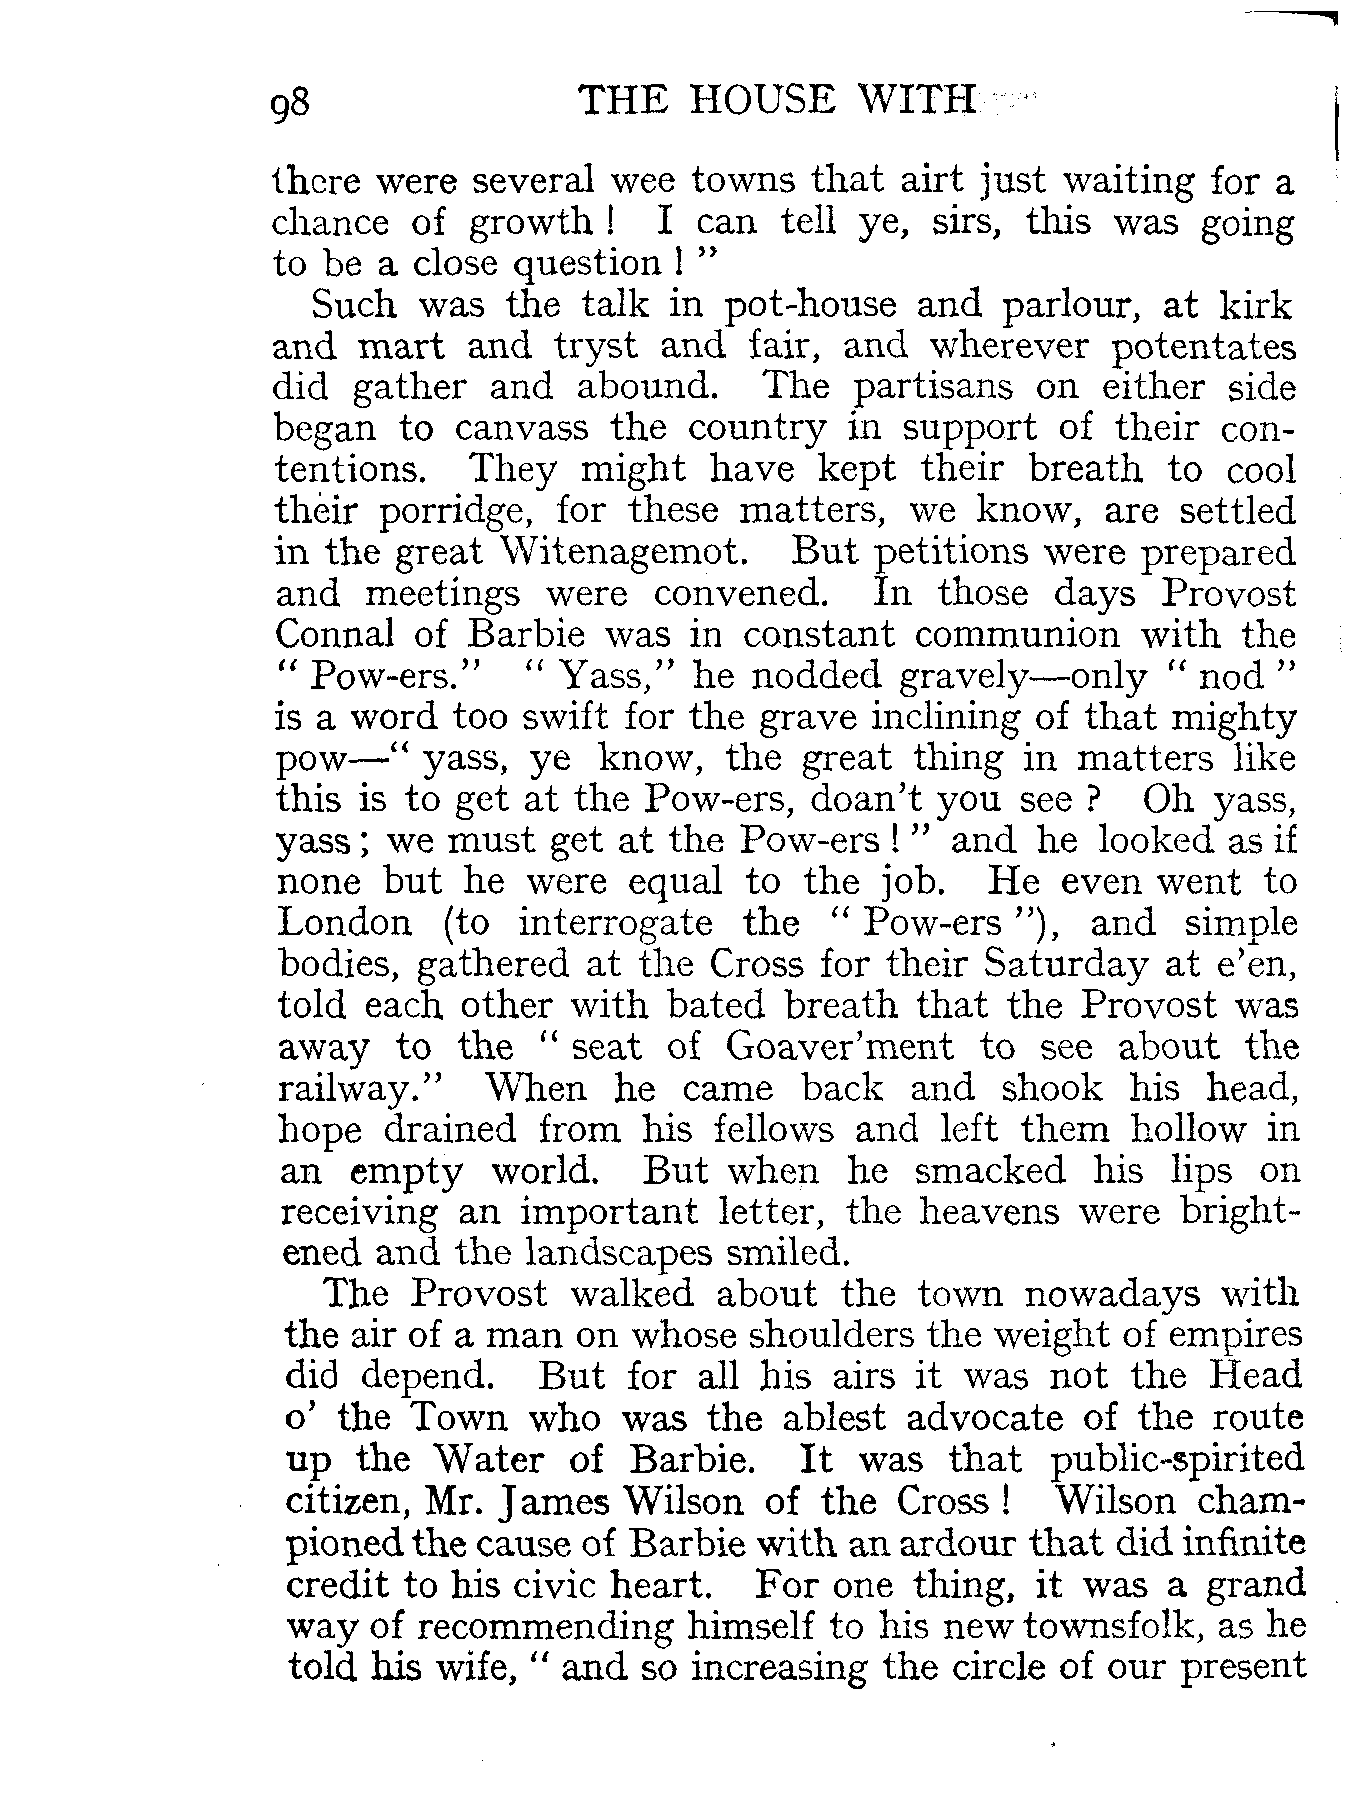 98 THE HOUSE WITH
there were several wee towns that airt just waiting for a
chance of growth ! I can tell ye, sirs, this was going
to be a close question ! "
Such was the talk in pot-house and parlour, at kirk
and mart and tryst and fair, and wherever potentates
did gather and abound. The partisans on either side
began to canvass the country in support of their con-
tentions. They might have kept their breath to cool
their porridge, for these matters, we know, are settled
in the great Witenagemot. But petitions were prepared
and meetings were convened. In those days Provost
Connal of Barbie was in constant communion with the
" Pow-ers." " Yass," he nodded gravely—only " nod "
is a word too swift for the grave inclining of that mighty
pow—" yass, ye know, the great thing in matters like
this is to get at the Pow-ers, doan't you see ? Oh yass,
yass ; we must get at the Pow-ers ! " and he looked as if
none but he were equal to the job. He even went to
London (to interrogate the " Pow-ers "), and simple
bodies, gathered at the Cross for their Saturday at e'en,
told each other with bated breath that the Provost was
away to the " seat of Goaver'ment to see about the
railway." When he came back and shook his head,
hope drained from his fellows and left them hollow in
an empty world. But when he smacked his lips on
receiving an important letter, the heavens were bright-
ened and the landscapes smiled.
The Provost walked about the town nowadays with
the air of a man on whose shoulders the weight of empires
did depend. But for all his airs it was not the Head
o' the Town who was the ablest advocate of the route
up the Water of Barbie. It was that public-spirited
citizen, Mr. James Wilson of the Cross ! Wilson cham-
pioned the cause of Barbie with an ardour that did infinite
credit to his civic heart. For one thing, it was a grand
way of recommending himself to his new townsfolk, as he
told his wife, " and so increasing the circle of our present